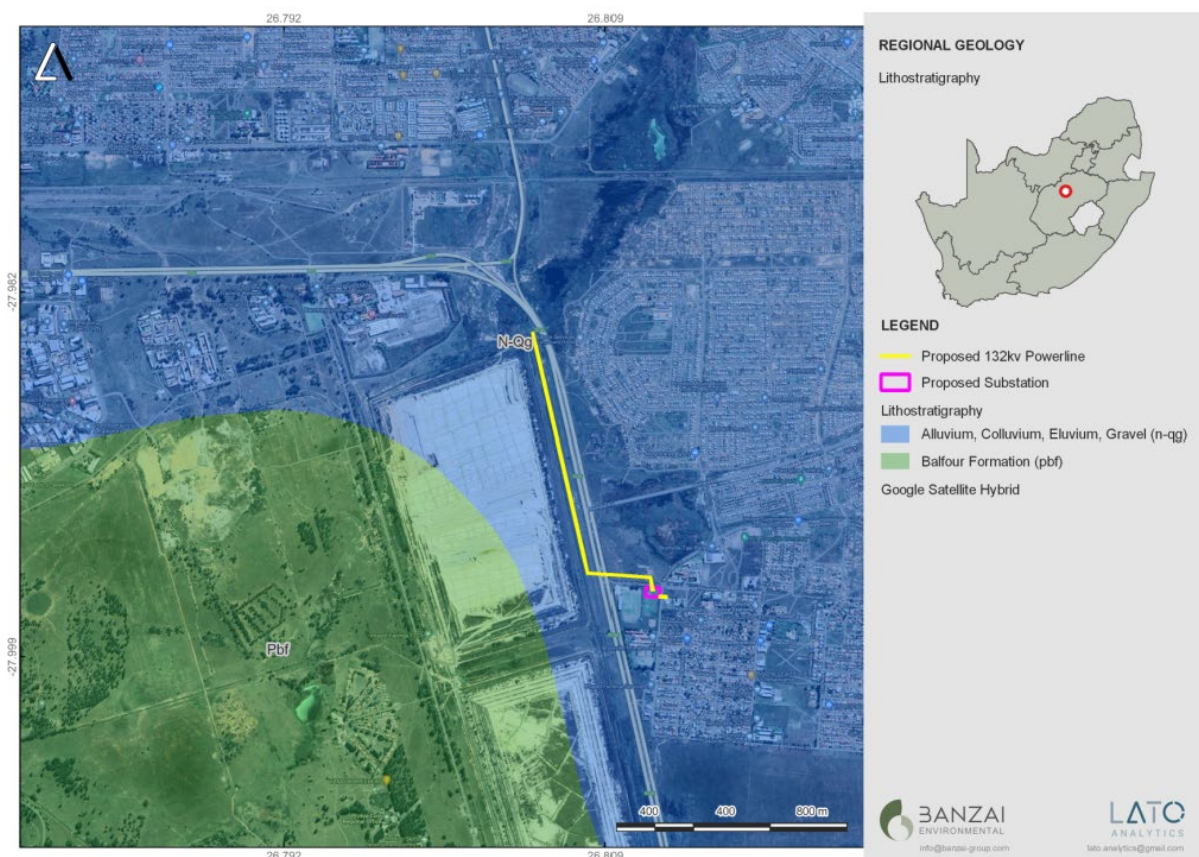 26.792
26.809
REGIONAL GEOLOGY
Lithostratigraphy
-27.982
N-Qg
LEGEND
Proposed 132kv Powerline
Proposed Substation
Lithostratigraphy
Alluvium, Colluvium, Eluvium, Gravel (n-qg)
Balfour Formation (pbf)
Google Satellite Hybrid
-27.999
Pbf
400 400 800 m
26.792
26.809
BANZAI
ENVIRONMENTAL
info@banzai-group.com
LATO
ANALYTICS
lato.analytics@gmail.com